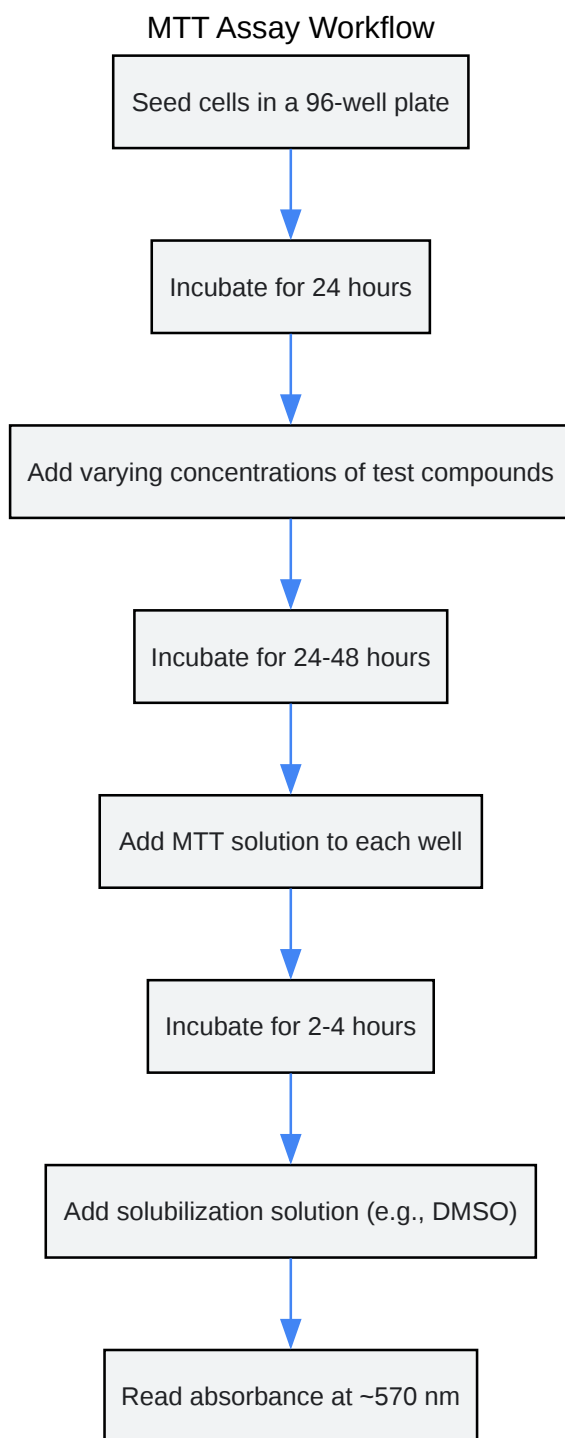 MTT Assay Workflow
Seed cells in a 96-well plate
Incubate for 24 hours
Add varying concentrations of test compounds
Incubate for 24-48 hours
Add MTT solution to each well
Incubate for 2-4 hours
Add solubilization solution (e.g., DMSO)
Read absorbance at ~570 nm